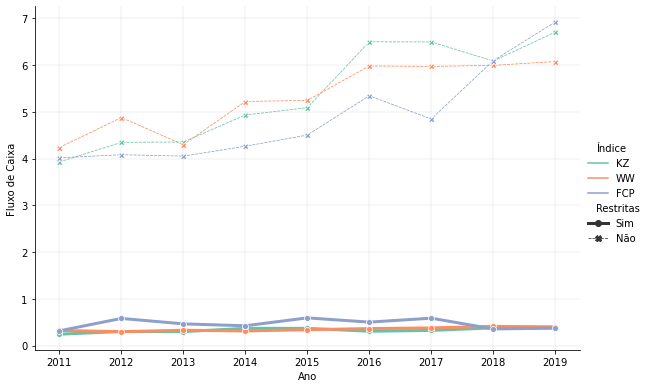 7
6
5
4
3
2
1
0
Fluxo de Caixa
2011 2012 2013 2014 2015 2016 2017 2018 2019
Ano
Índice
KZ
WW
FCP
Restritas
Sim
Não